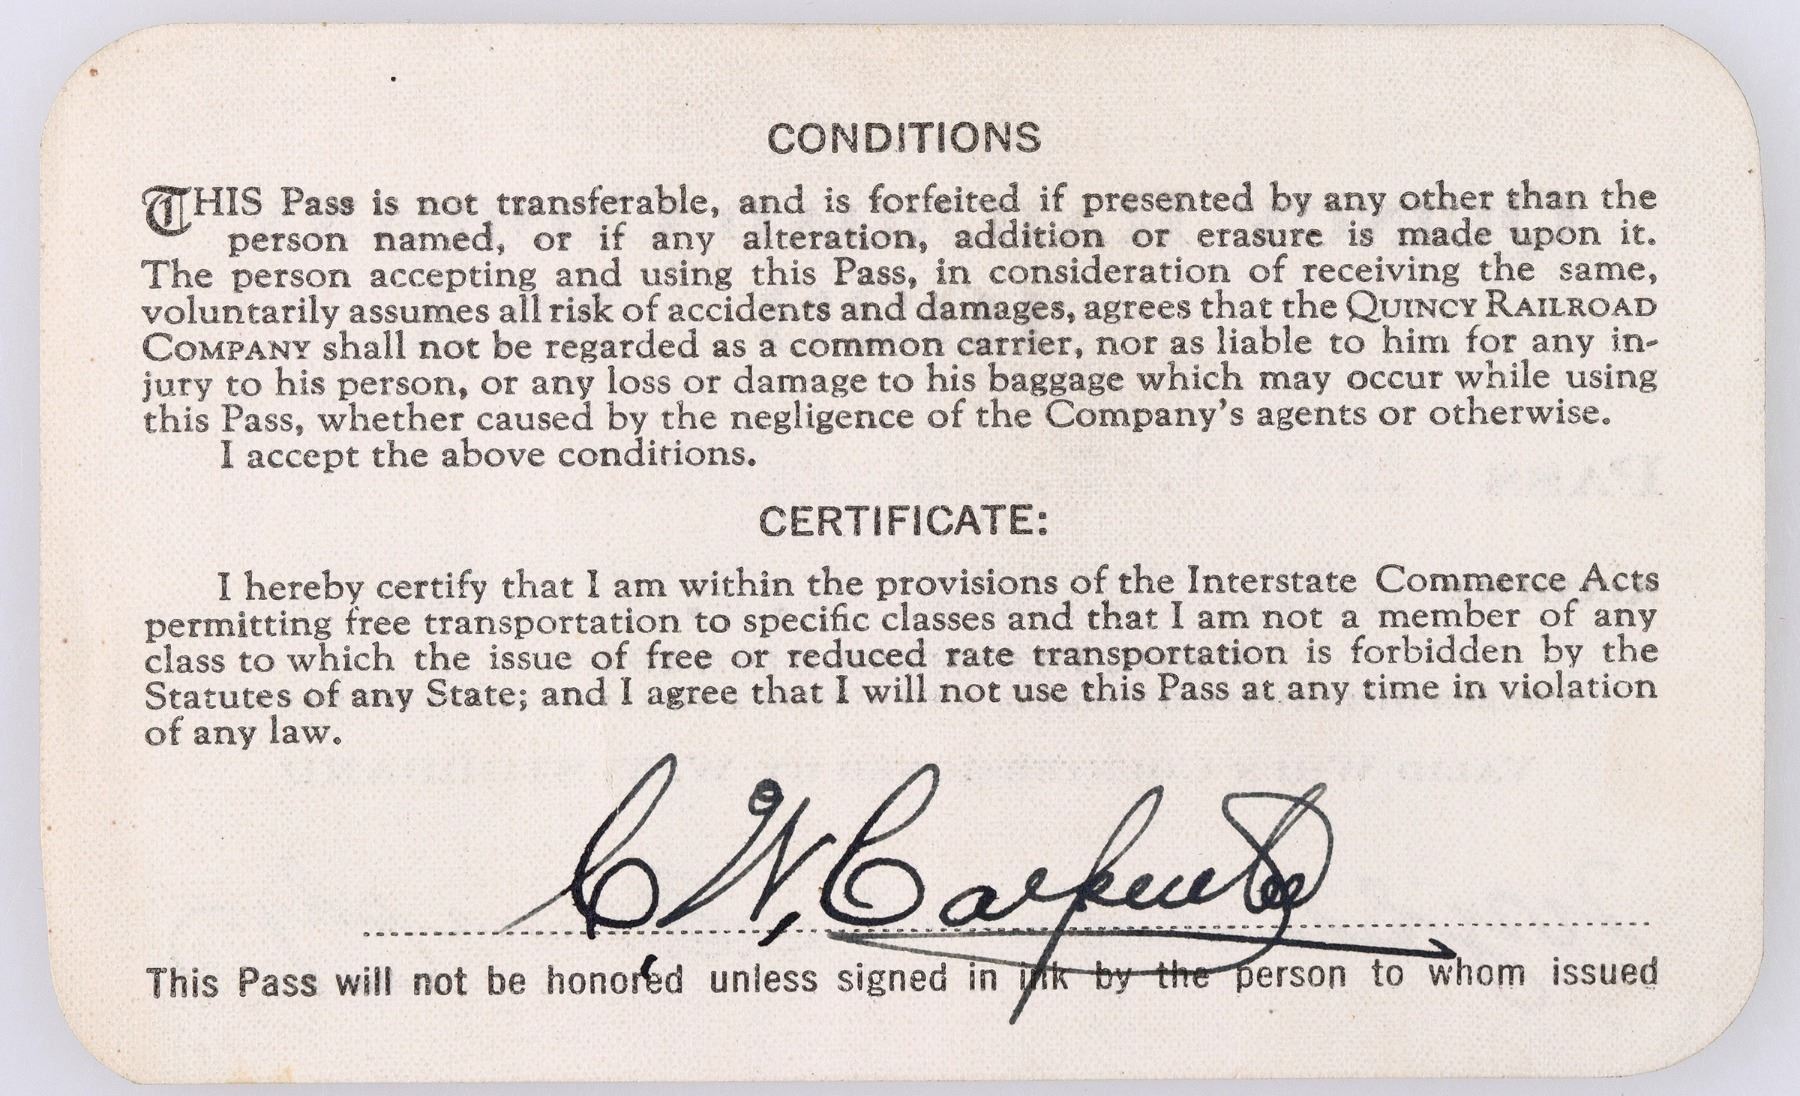 CONDITIONS
THIS Pass is not transferable, and is forfeited if presented by any other than the
person named, or if any alteration, addition or erasure is made upon it.
The person accepting and using this Pass, in consideration of receiving the same,
voluntarily assumes all risk of accidents and damages, agrees that the QUINCY RAILROAD
COMPANY shall not be regarded as a common carrier, nor as liable to him for any in-
jury to his person, or any loss or damage to his baggage which may occur while using
this Pass, whether caused by the negligence of the Company's agents or otherwise.
I accept the above conditions.
CERTIFICATE:
I hereby certify that I am within the provisions of the Interstate Commerce Acts
permitting free transportation to specific classes and that I am not a member of any
class to which the issue of free or reduced rate transportation is forbidden by the
Statutes of any State; and I agree that I will not use this Pass at any time in violation
of any law.
C W, Carpenter
This Pass will not be honored unless signed in ink by the person to whom issued